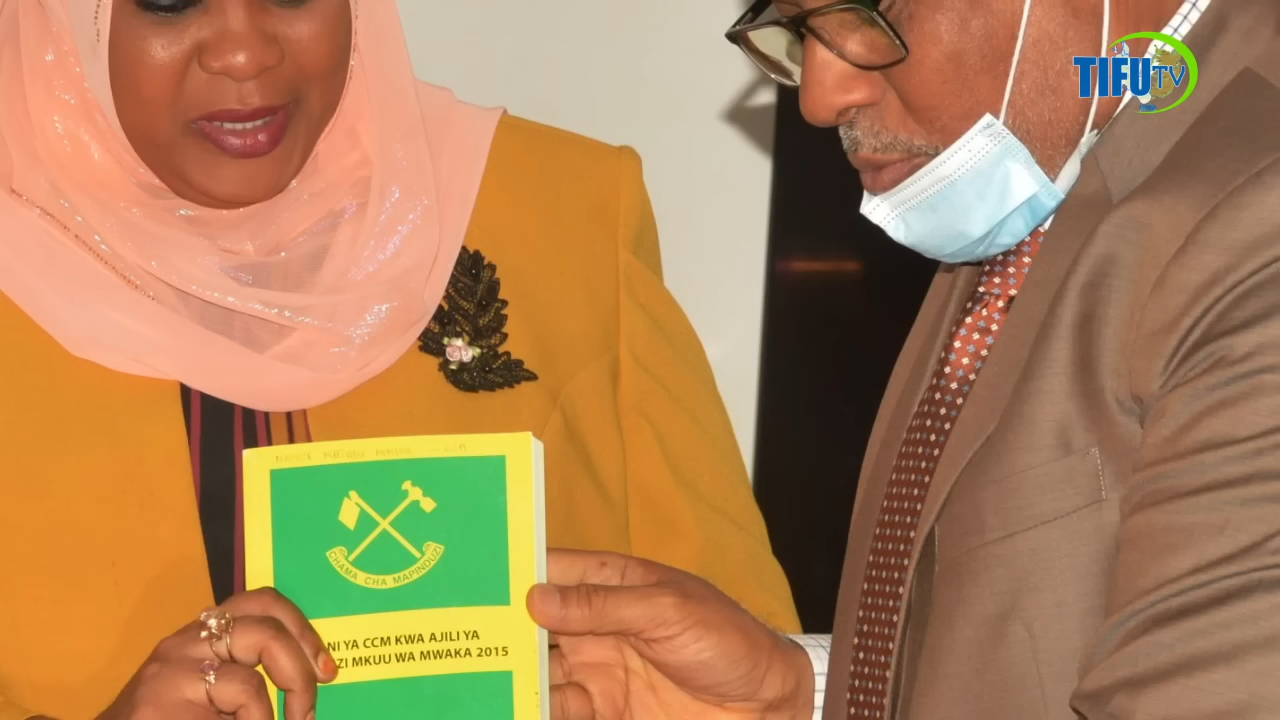 TIFU TV
CHAMA CHA MAPINDUZI
NI YA CCM KWA AJILI YA
ZI MKUU WA MWAKA 2015